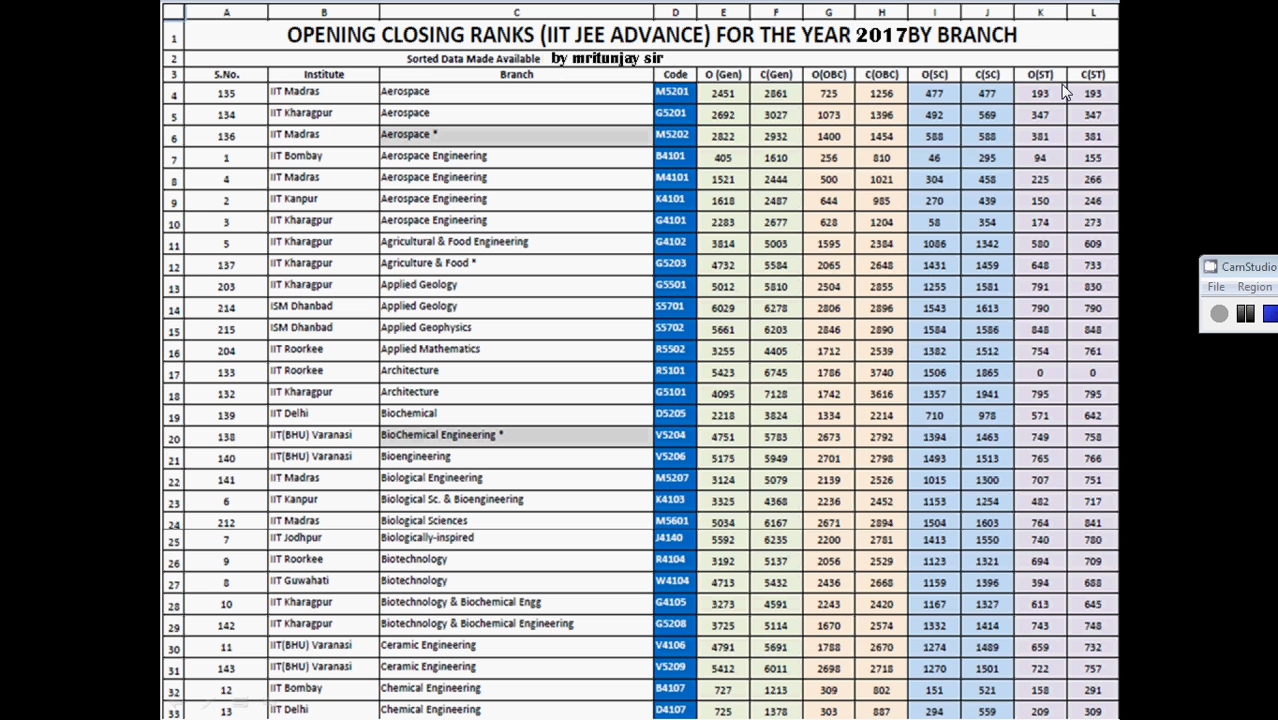 A B C D E F G H I J K L
1 OPENING CLOSING RANKS (IIT JEE ADVANCE) FOR THE YEAR 2017BY BRANCH
2 Sorted Data Made Available by mritunjay sir
3 S.No. Institute Branch Code O (Gen) C(Gen) O(OBC) C(OBC) O(SC) C(SC) O(ST) C(ST)
4 135 IIT Madras Aerospace M5201 2451 2861 725 1256 477 477 193 193
5 134 IIT Kharagpur Aerospace G5201 2692 3027 1073 1396 492 569 347 347
6 136 IIT Madras Aerospace * M5202 2822 2932 1400 1454 588 588 381 381
7 1 IIT Bombay Aerospace Engineering B4101 405 1610 256 810 46 295 94 155
8 4 IIT Madras Aerospace Engineering M4101 1521 2444 500 1021 304 458 225 266
9 2 IIT Kanpur Aerospace Engineering K4101 1618 2487 644 985 270 439 150 246
10 3 IIT Kharagpur Aerospace Engineering G4101 2283 2677 628 1204 58 354 174 273
11 5 IIT Kharagpur Agricultural & Food Engineering G4102 3814 5003 1595 2384 1086 1342 580 609
12 137 IIT Kharagpur Agriculture & Food * G5203 4732 5584 2065 2648 1431 1459 648 733
13 203 IIT Kharagpur Applied Geology G5501 5012 5810 2504 2855 1255 1581 791 830
14 214 ISM Dhanbad Applied Geology S5701 6029 6278 2806 2896 1543 1613 790 790
15 215 ISM Dhanbad Applied Geophysics S5702 5661 6203 2846 2890 1584 1586 848 848
16 204 IIT Roorkee Applied Mathematics R5502 3255 4405 1712 2539 1382 1512 754 761
17 133 IIT Roorkee Architecture R5101 5423 6745 1786 3740 1506 1865 0 0
18 132 IIT Kharagpur Architecture G5101 4095 7128 1742 3616 1357 1941 795 795
19 139 IIT Delhi Biochemical D5205 2218 3824 1334 2214 710 978 571 642
20 138 IIT(BHU) Varanasi BioChemical Engineering * V5204 4751 5783 2673 2792 1394 1463 749 758
21 140 IIT(BHU) Varanasi Bioengineering V5206 5175 5949 2701 2798 1493 1513 765 766
22 141 IIT Madras Biological Engineering M5207 3124 5079 2139 2526 1015 1300 707 751
23 6 IIT Kanpur Biological Sc. & Bioengineering K4103 3325 4368 2236 2452 1153 1254 482 717
24 212 IIT Madras Biological Sciences M5601 5034 6167 2671 2894 1504 1603 764 841
25 7 IIT Jodhpur Biologically-inspired J4140 5592 6235 2200 2781 1413 1550 740 780
26 9 IIT Roorkee Biotechnology R4104 3192 5137 2056 2529 1123 1321 694 709
27 8 IIT Guwahati Biotechnology W4104 4713 5432 2436 2668 1159 1396 394 688
28 10 IIT Kharagpur Biotechnology & Biochemical Engg G4105 3273 4591 2243 2420 1167 1327 613 645
29 142 IIT Kharagpur Biotechnology & Biochemical Engineering G5208 3725 5114 1670 2574 1332 1414 743 748
30 11 IIT(BHU) Varanasi Ceramic Engineering V4106 4791 5691 1788 2670 1274 1489 659 732
31 143 IIT(BHU) Varanasi Ceramic Engineering V5209 5412 6011 2698 2718 1270 1501 722 757
32 12 IIT Bombay Chemical Engineering B4107 727 1213 309 802 151 521 158 291
33 13 IIT Delhi Chemical Engineering D4107 725 1378 303 887 294 559 209 309
CamStudio
File Region